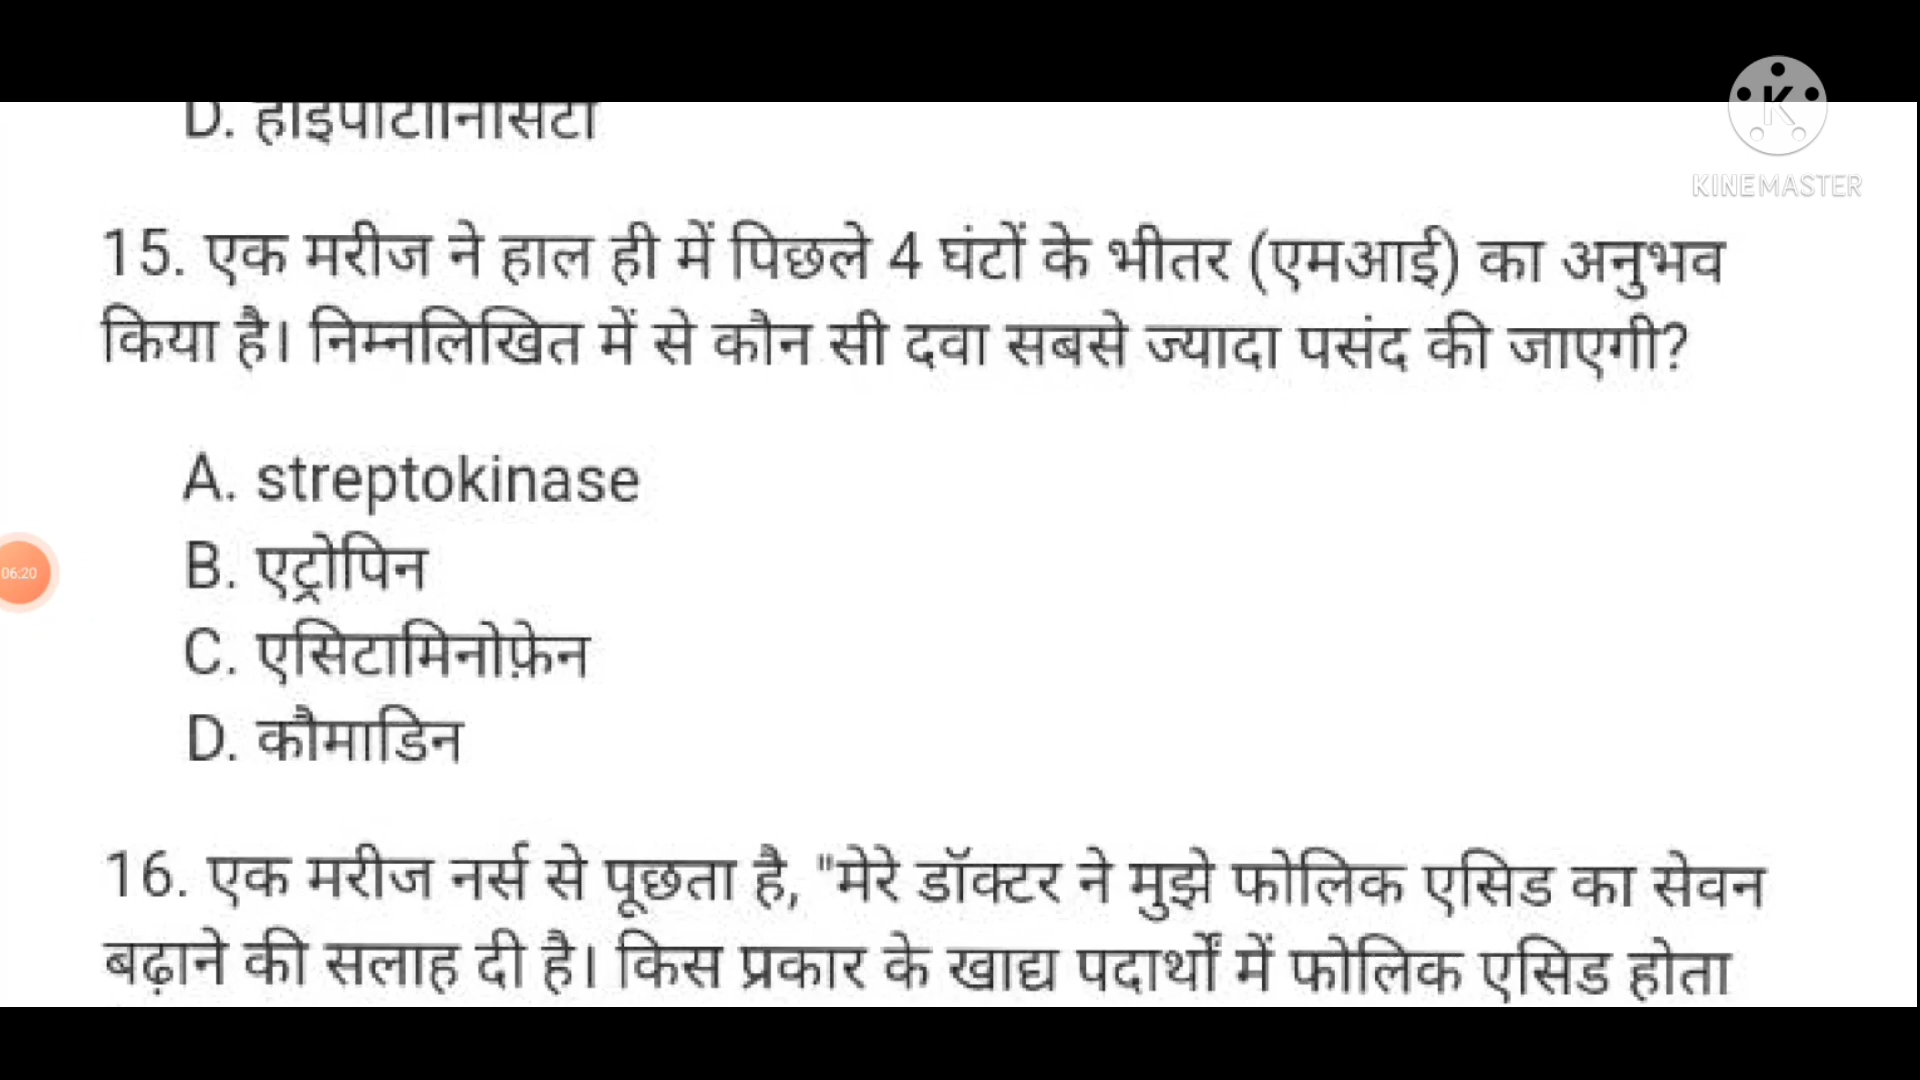 D. हाइपोटोनिसिटी
K
KINEMASTER
15. एक मरीज ने हाल ही में पिछले 4 घंटों के भीतर (एमआई) का अनुभव
किया है। निम्नलिखित में से कौन सी दवा सबसे ज्यादा पसंद की जाएगी?
A. streptokinase
06:20
B. एट्रोपिन
C. एसिटामिनोफ़ेन
D. कौमाडिन
16. एक मरीज नर्स से पूछता है, "मेरे डॉक्टर ने मुझे फोलिक एसिड का सेवन
बढ़ाने की सलाह दी है। किस प्रकार के खाद्य पदार्थों में फोलिक एसिड होता